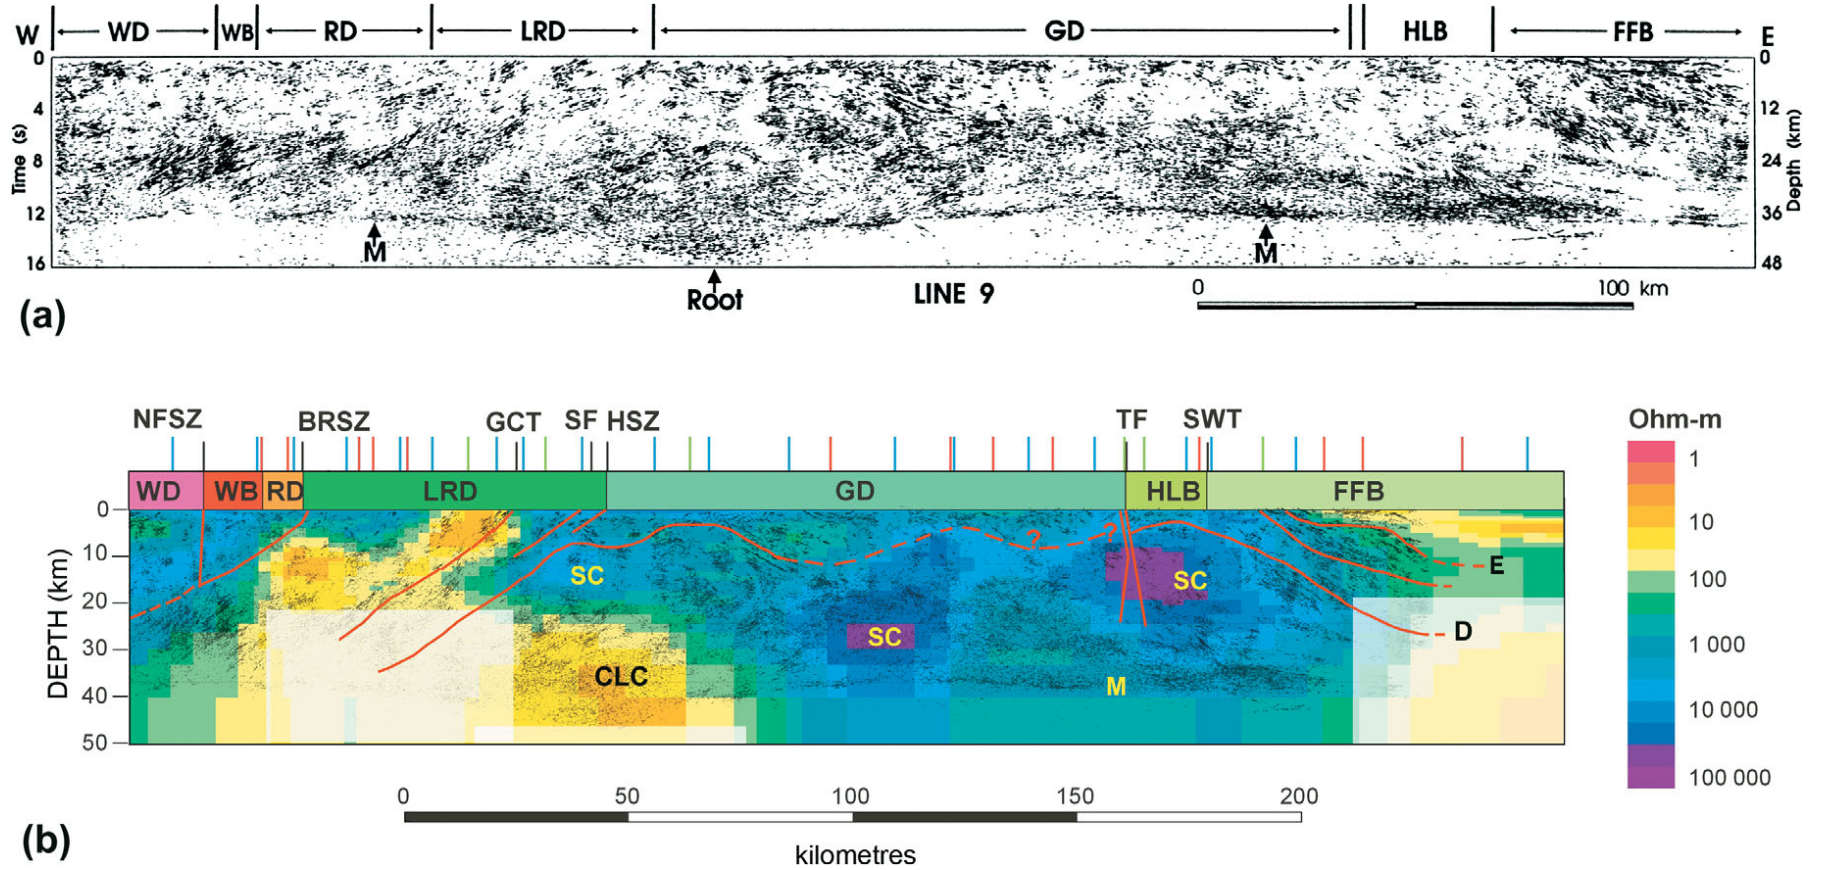 W WD WB RD LRD GD HLB FFB E
0 0
4 12
8 24
12 36
16 48
Time (s)
Depth (km)
M M
Root LINE 9 0 100 km
(a)
NFSZ BRSZ GCT SF HSZ TF SWT Ohm-m
WD WB RD LRD GD HLB FFB
0
10
20
30
40
50
DEPTH (km)
? ?
E
SC SC
SC
D
CLC
M
1
10
100
1 000
10 000
100 000
0 50 100 150 200
kilometres
(b)